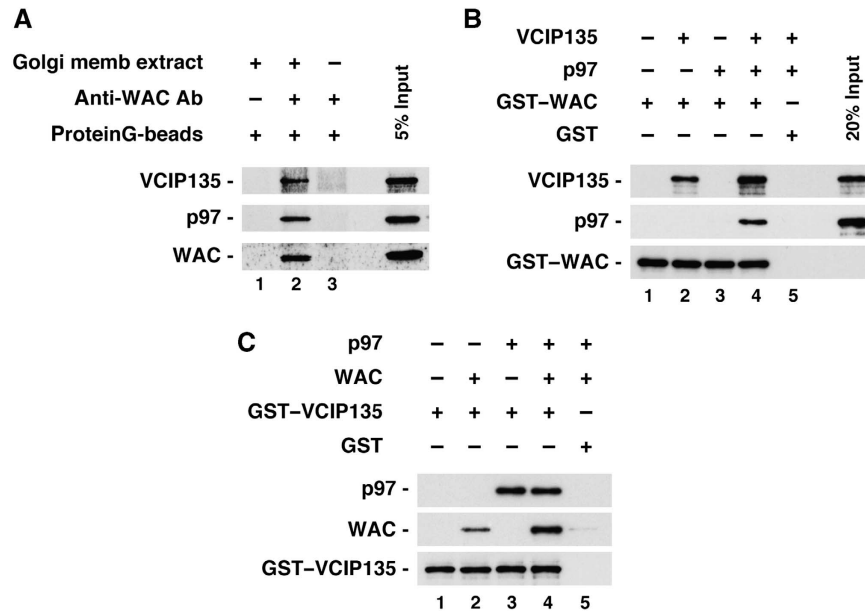 A
Golgi memb extract + + –
Anti-WAC Ab – + +
ProteinG-beads + + +
5% Input
VCIP135 -
p97 -
WAC -
1 2 3
B
VCIP135 – + – + +
p97 – – + + +
GST–WAC + + + + –
GST – – – – +
20% Input
VCIP135 -
p97 -
GST–WAC -
1 2 3 4 5
C
p97 – – + + +
WAC – + – + +
GST–VCIP135 + + + + –
GST – – – – +
p97 -
WAC -
GST–VCIP135 -
1 2 3 4 5